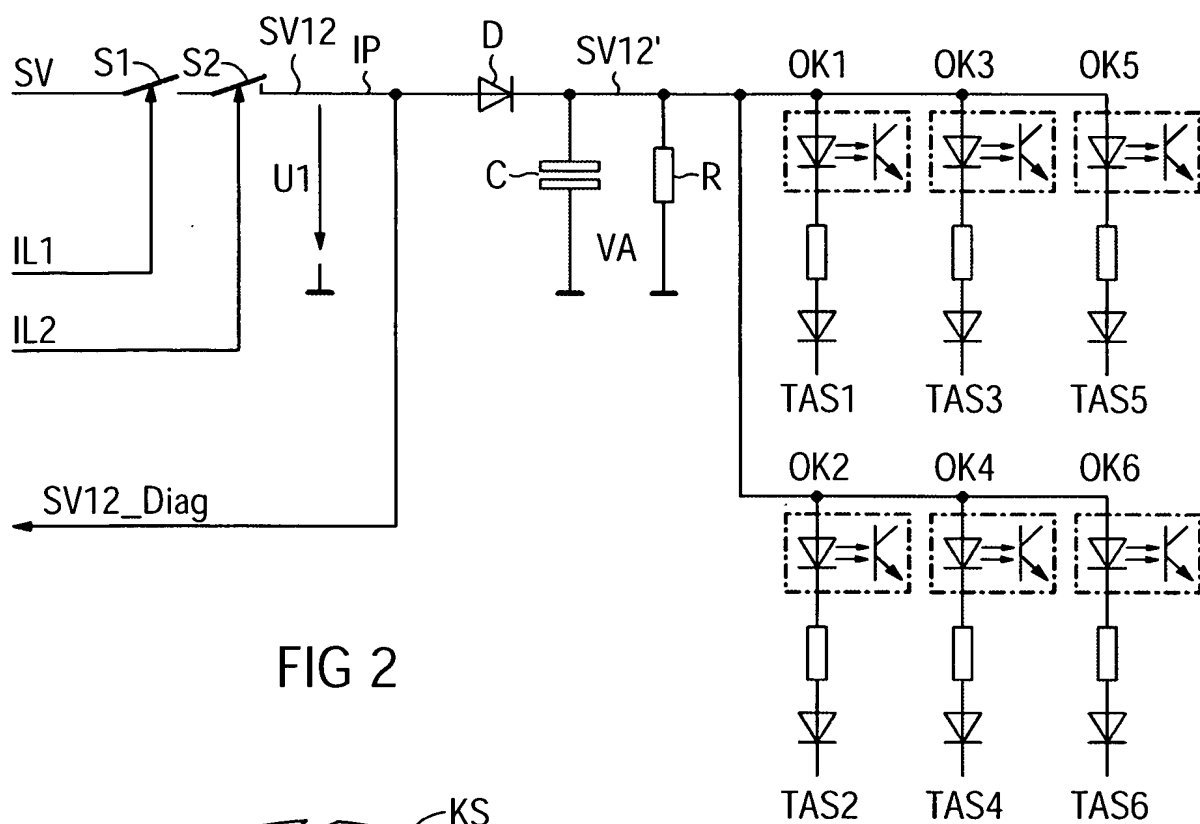 SV
S1
S2
SV12
IP
D
SV12'
OK1
OK3
OK5
U1
C
R
VA
IL1
IL2
TAS1
TAS3
TAS5
OK2
OK4
OK6
SV12_Diag
FIG 2
TAS2
TAS4
TAS6
KS